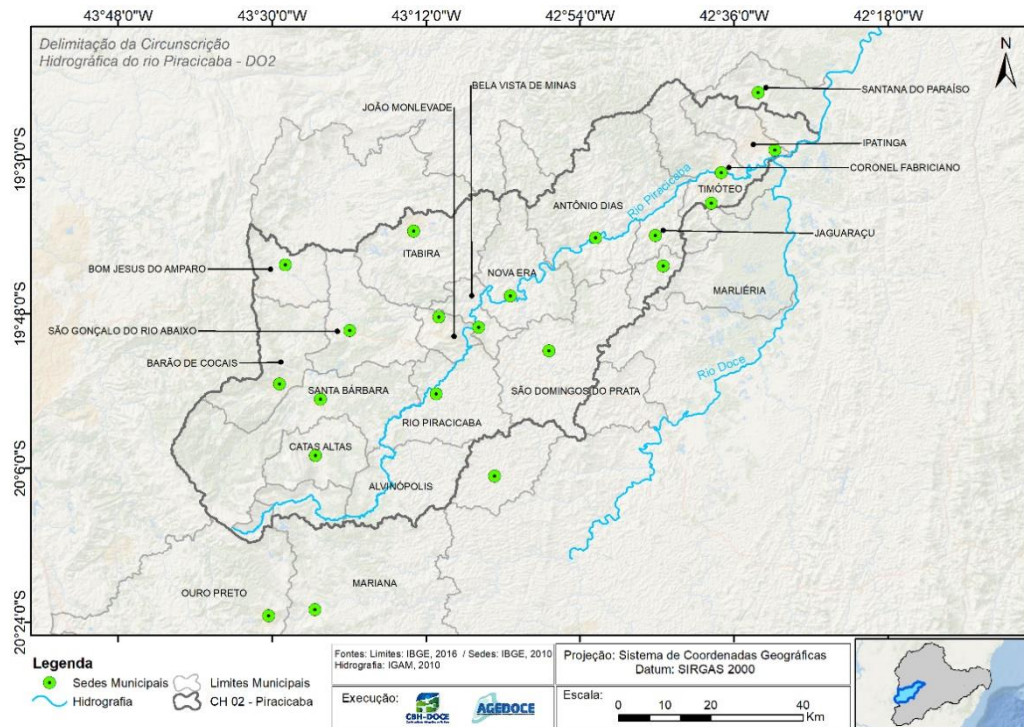 43°48'0"W 43°30'0"W 43°12'0"W 42°54'0"W 42°36'0"W 42°18'0"W
Delimitação da Circunscrição
Hidrográfica do rio Piracicaba - DO2
N
BELA VISTA DE MINAS
SANTANA DO PARAÍSO
JOÃO MONLEVADE
IPATINGA
19°30'0"S
CORONEL FABRICIANO
TIMÓTEO
Rio Piracicaba
ANTÔNIO DIAS
JAGUARAÇU
ITABIRA
BOM JESUS DO AMPARO
NOVA ERA
MARLIÉRIA
19°48'0"S
SÃO GONÇALO DO RIO ABAIXO
BARÃO DE COCAIS
Rio Doce
SANTA BÁRBARA
SÃO DOMINGOS DO PRATA
RIO PIRACICABA
CATAS ALTAS
20°6'0"S
ALVINÓPOLIS
MARIANA
OURO PRETO
20°24'0"S
Legenda
Sedes Municipais
Limites Municipais
Hidrografia
CH 02 - Piracicaba
Fontes: Limites: IBGE, 2016 / Sedes: IBGE, 2010
Hidrografia: IGAM, 2010
Execução:
CBH-DOCE
AGEDOCE
Projeção: Sistema de Coordenadas Geográficas
Datum: SIRGAS 2000
Escala:
0 10 20 40
Km